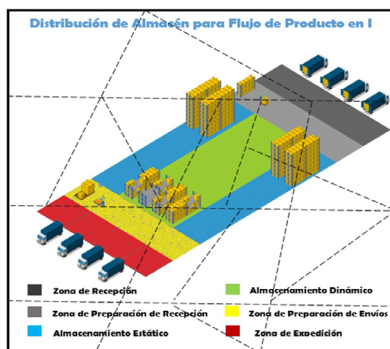 Distribución de Almacén para Flujo de Producto en I
Zona de Recepción
Almacenamiento Dinámico
Zona de Preparación de Recepción
Zona de Preparación de Envíos
Almacenamiento Estático
Zona de Expedición